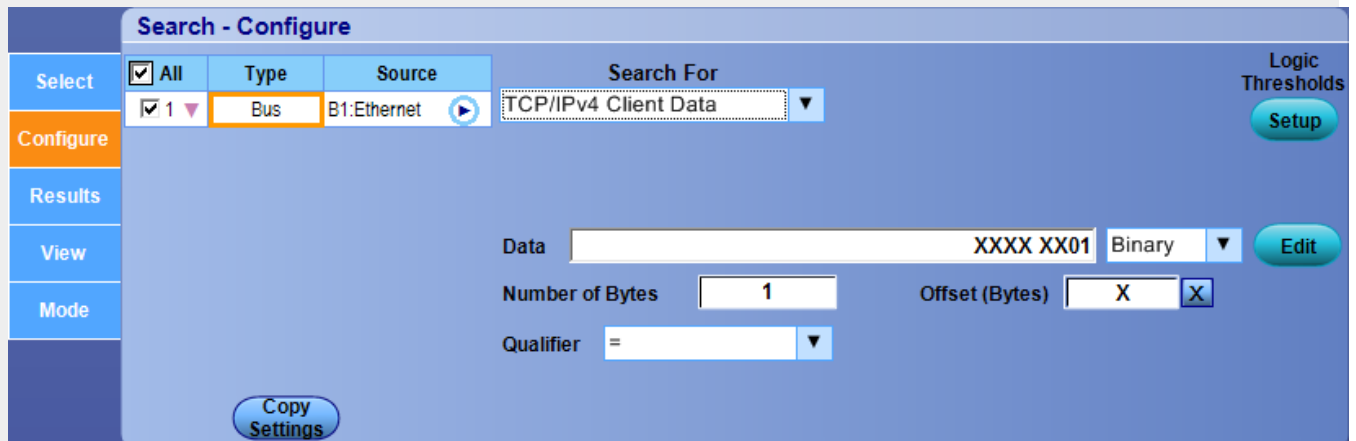 Search - Configure
Select
Configure
Results
View
Mode
All Type Source
1 Bus B1:Ethernet
Search For
TCP/IPv4 Client Data
Logic
Thresholds
Setup
Data XXXX XX01 Binary Edit
Number of Bytes 1 Offset (Bytes) X X
Qualifier =
Copy
Settings